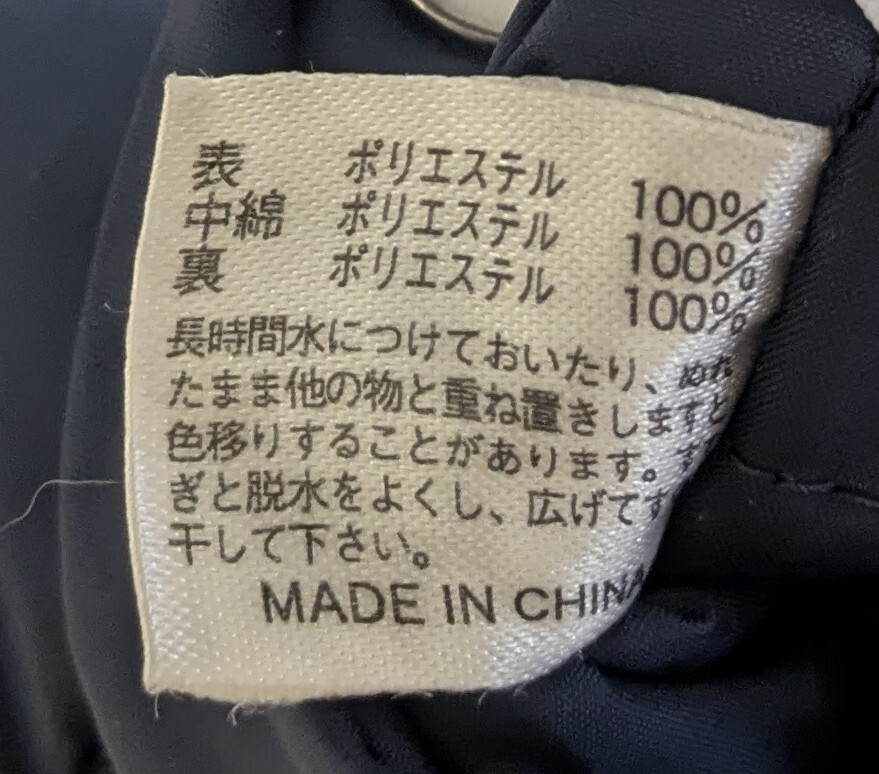 表 ポリエステル 100%
中綿 ポリエステル 100%
裏 ポリエステル 100%
長時間水につけておいたり、ぬれ
たまま他の物と重ね置きしますと
色移りすることがあります。
ぎと脱水をよくし、広げてす
干して下さい。
MADE IN CHINA